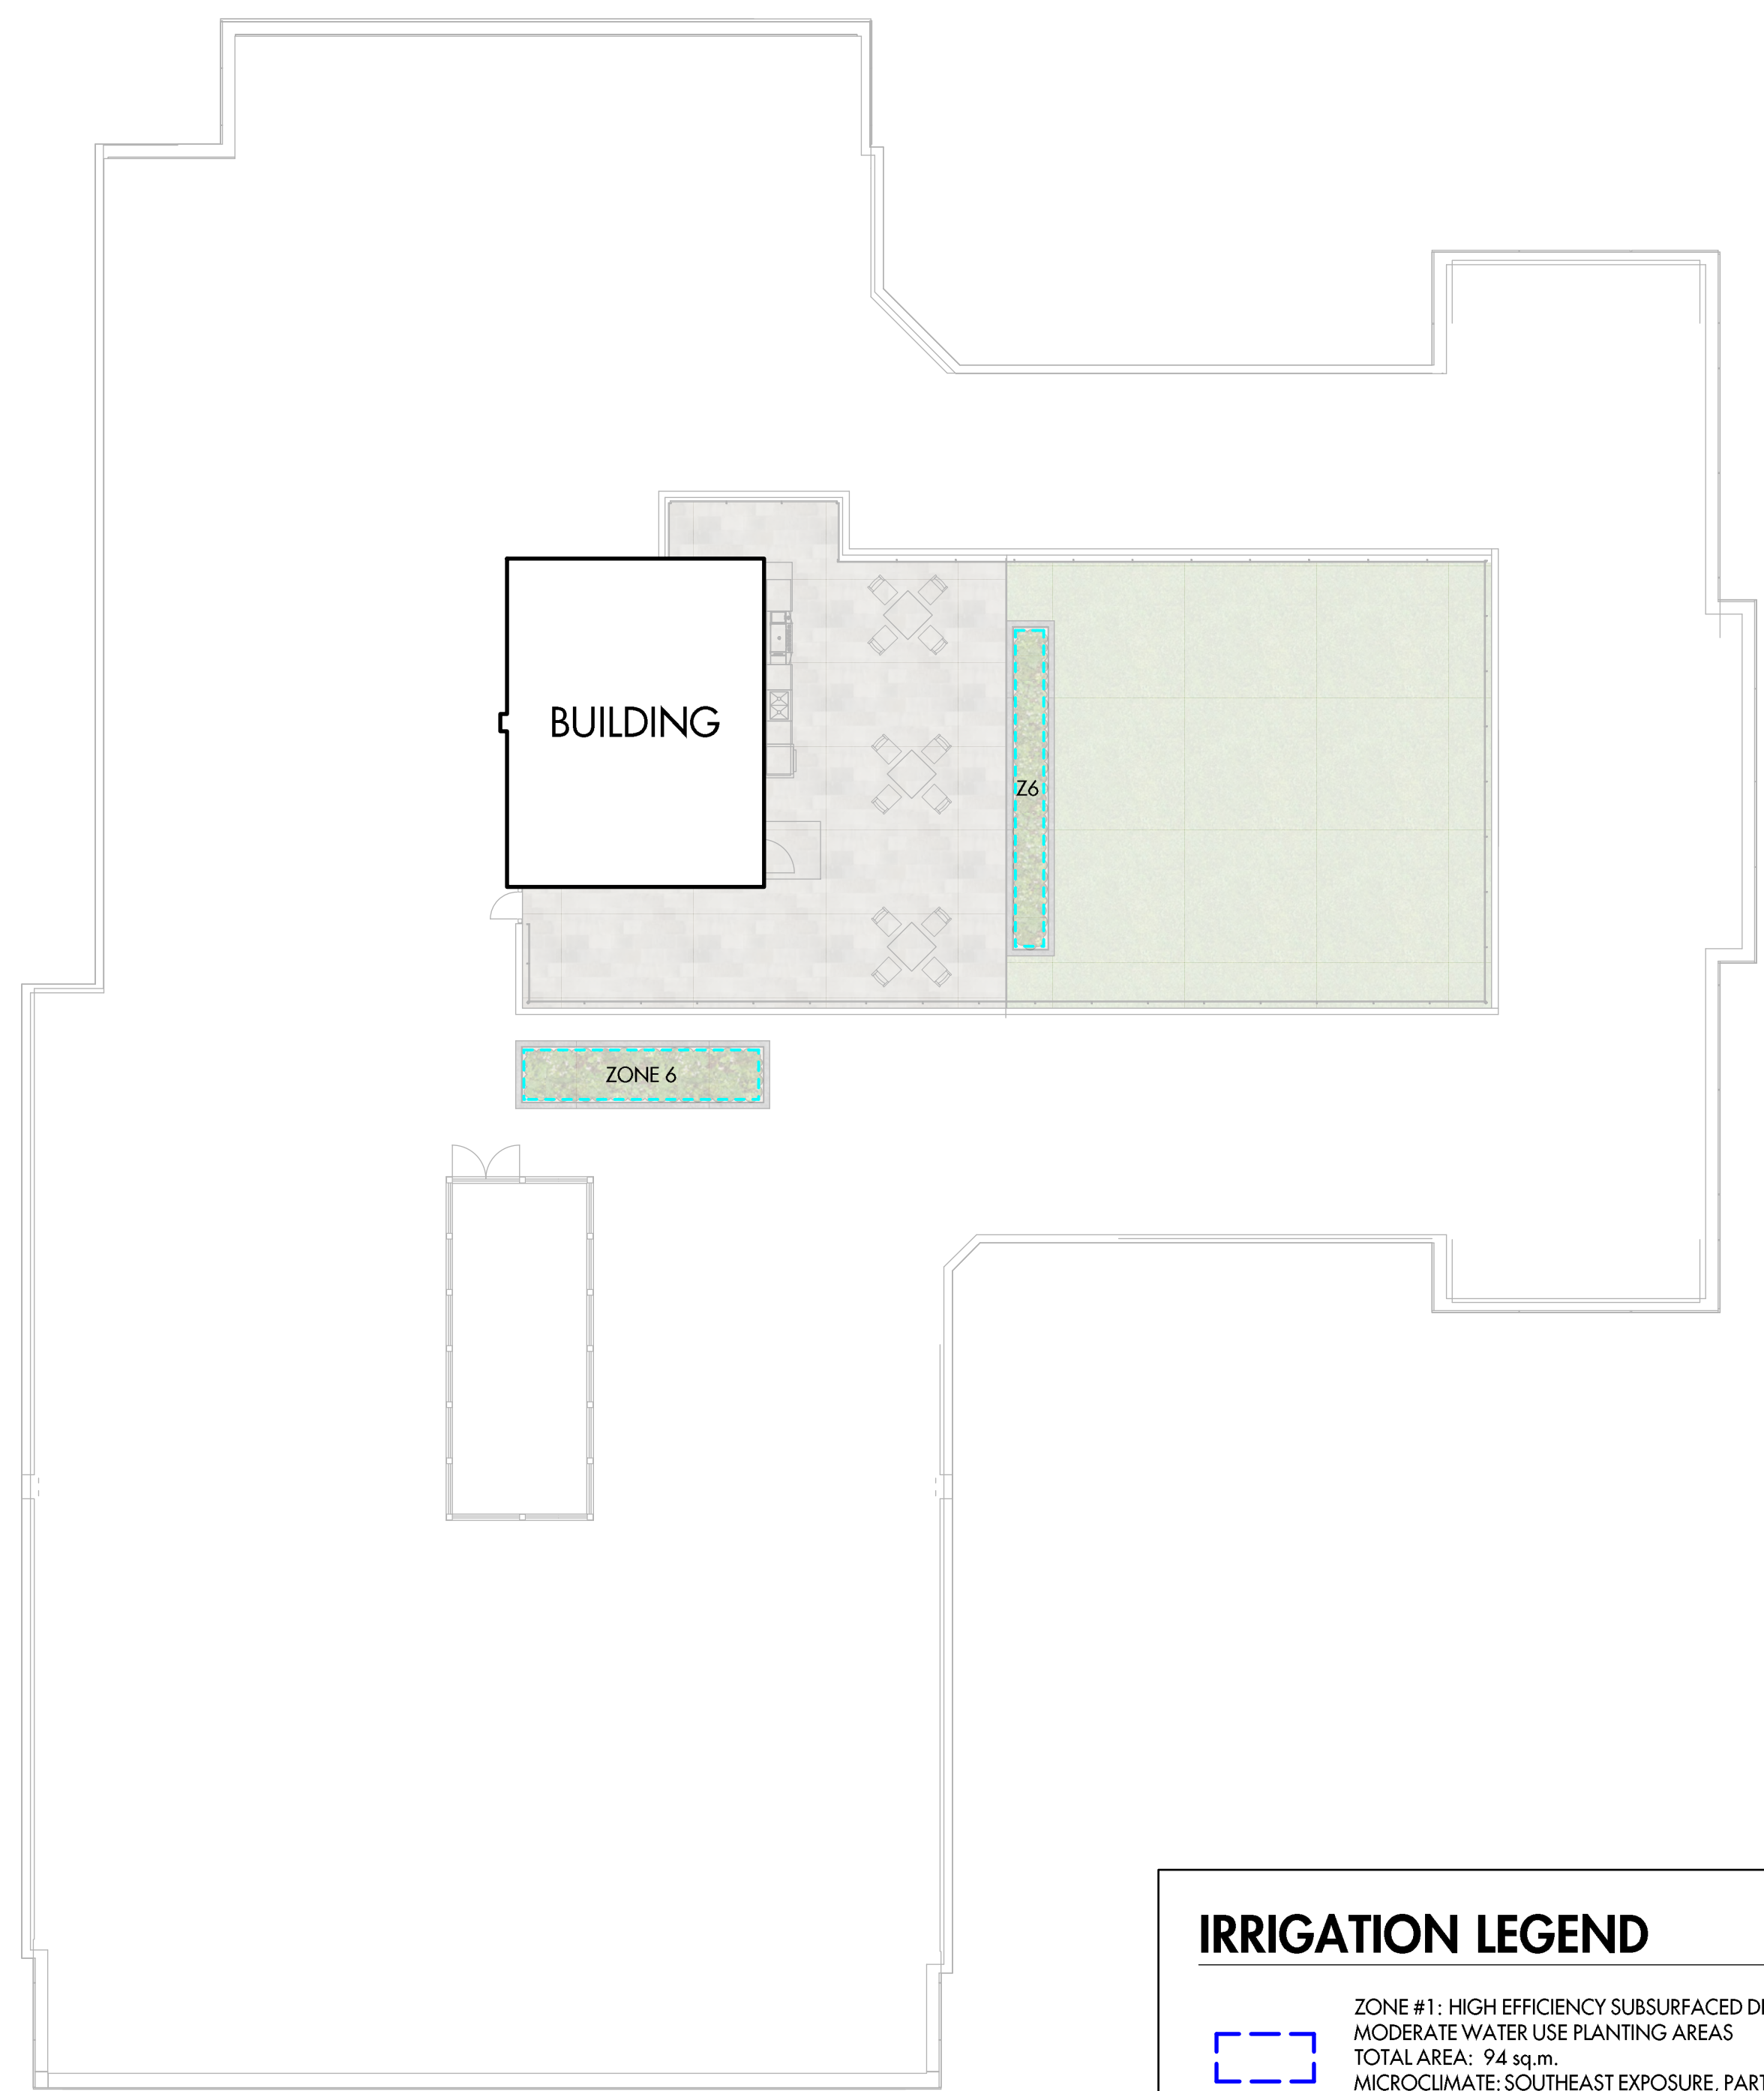 BUILDING
Z6
ZONE 6
IRRIGATION LEGEND
ZONE #1: HIGH EFFICIENCY SUBSURFACED
MODERATE WATER USE PLANTING AREAS
TOTAL AREA: 94 sq.m.
MICROCLIMATE: SOUTHEAST EXPOSURE,